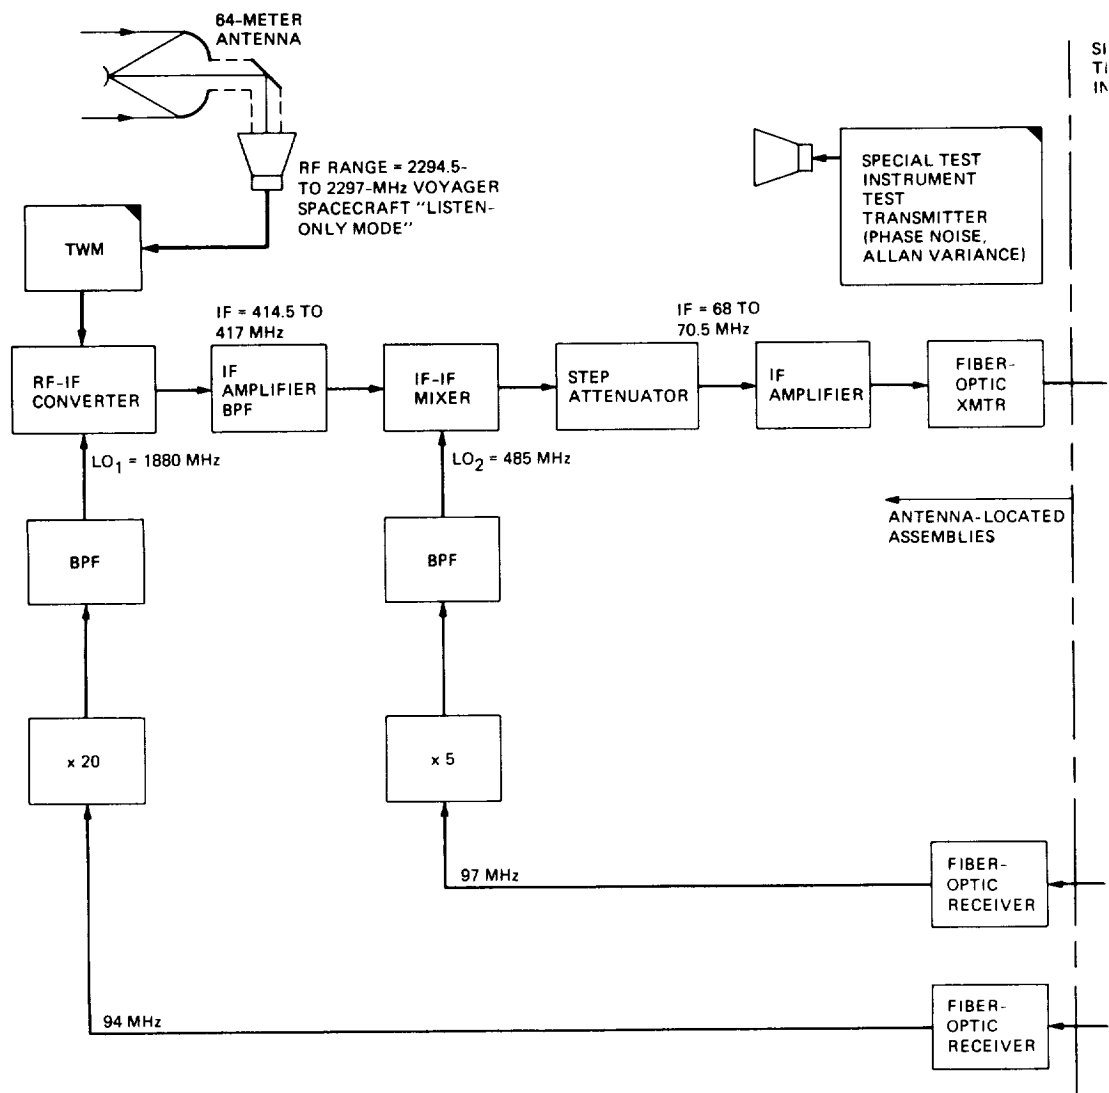 64-METER
ANTENNA
RF RANGE = 2294.5-
TO 2297-MHz VOYAGER
SPACECRAFT "LISTEN-
ONLY MODE"
SPECIAL TEST
INSTRUMENT
TEST
TRANSMITTER
(PHASE NOISE,
ALLAN VARIANCE)
TWM
IF = 414.5 TO
417 MHz
IF = 68 TO
70.5 MHz
RF-IF
CONVERTER
IF
AMPLIFIER
BPF
IF-IF
MIXER
STEP
ATTENUATOR
IF
AMPLIFIER
FIBER-
OPTIC
XMTR
LO1 = 1880 MHz
LO2 = 485 MHz
ANTENNA-LOCATED
ASSEMBLIES
BPF
BPF
x 20
x 5
97 MHz
FIBER-
OPTIC
RECEIVER
94 MHz
FIBER-
OPTIC
RECEIVER